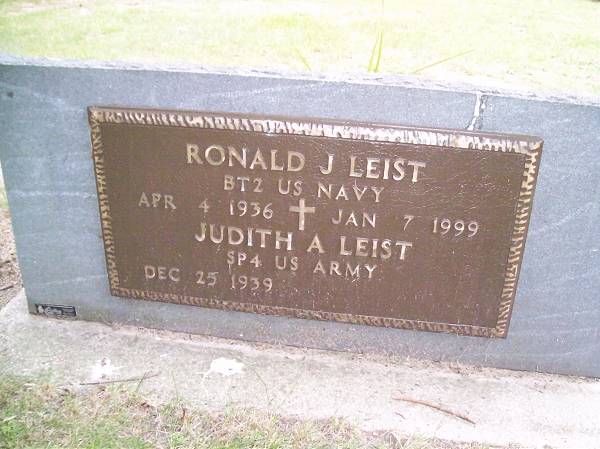 RONALD J LEIST
BT2 US NAVY
APR 4 1936 † JAN 7 1999
JUDITH A LEIST
SP4 US ARMY
DEC 25 1939